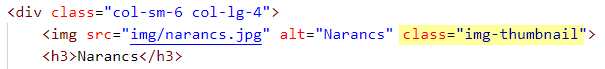 <div class="col-sm-6 col-lg-4">
<img src="img/narancs.jpg" alt="Narancs" class="img-thumbnail">
<h3>Narancs</h3>